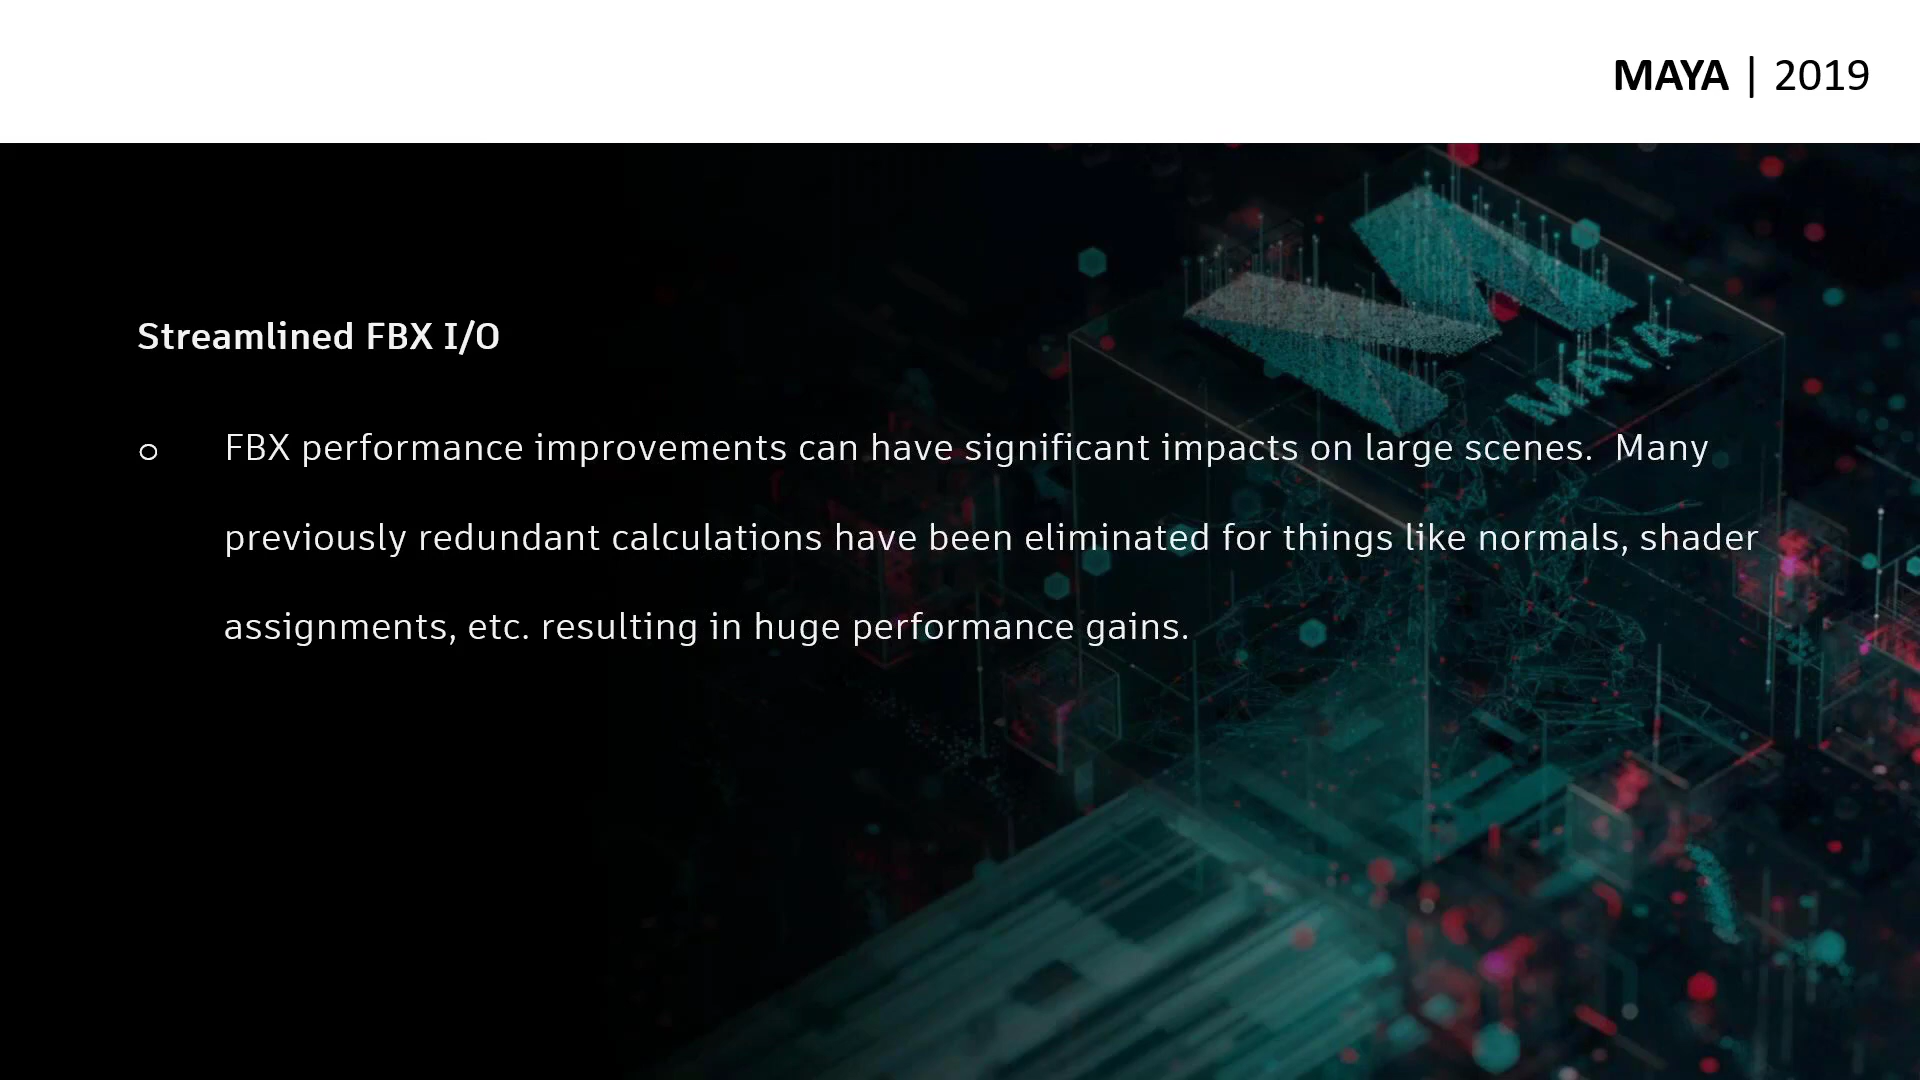 MAYA | 2019
MAYA
Streamlined FBX I/O
○ FBX performance improvements can have significant impacts on large scenes.  Many
previously redundant calculations have been eliminated for things like normals, shader
assignments, etc. resulting in huge performance gains.